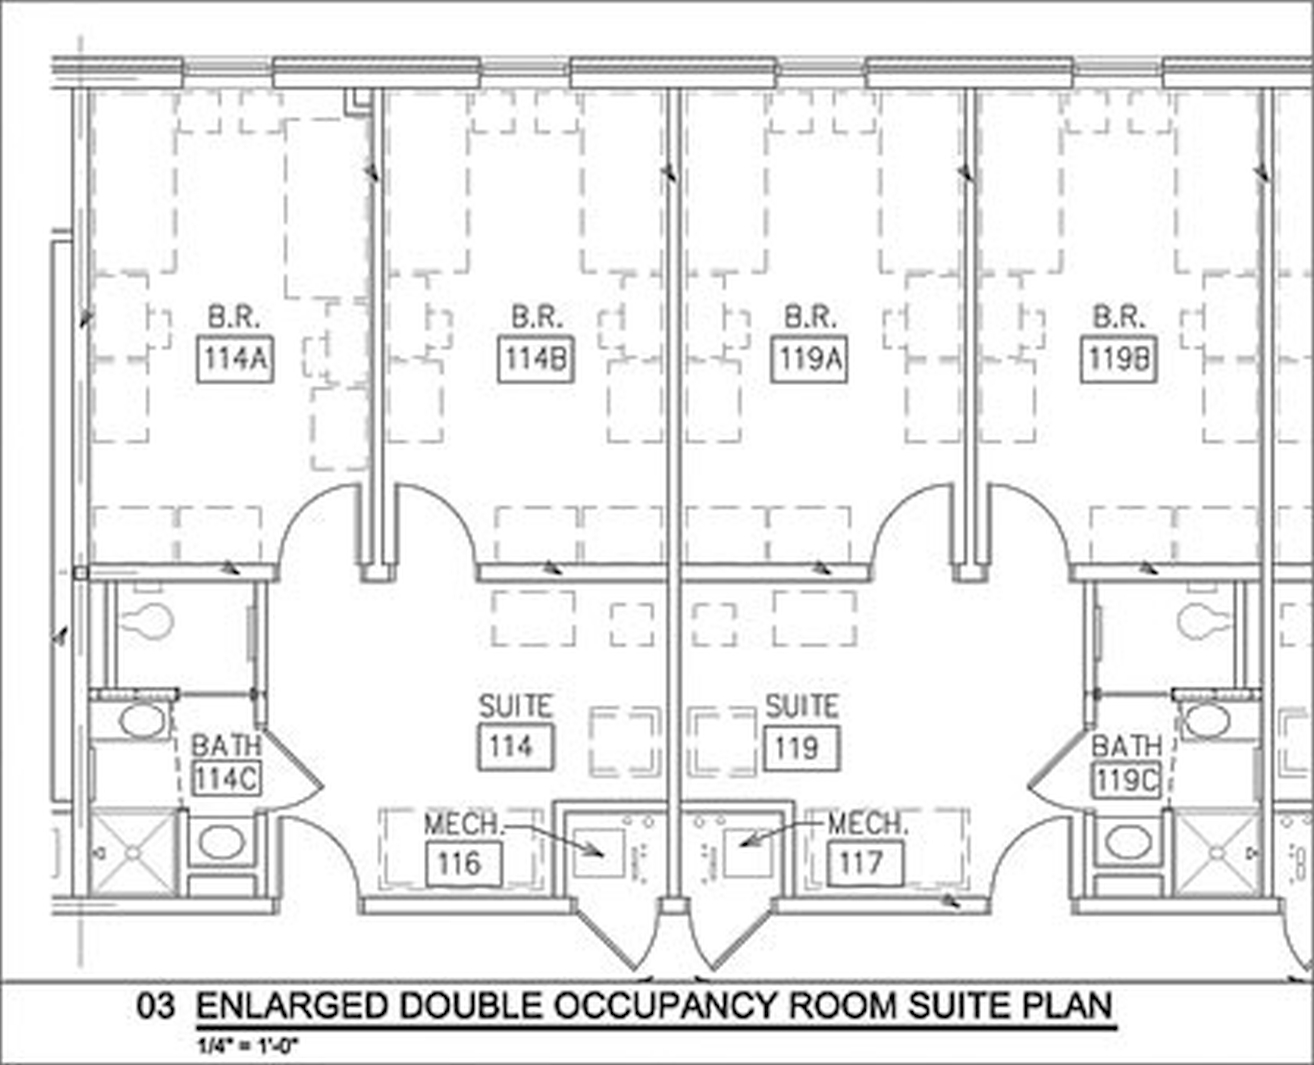 B.R.
114A
B.R.
114B
B.R.
119A
B.R.
119B
SUITE
114
SUITE
119
BATH
114C
BATH
119C
MECH.
116
MECH.
117
03 ENLARGED DOUBLE OCCUPANCY ROOM SUITE PLAN
1/4" = 1'-0"